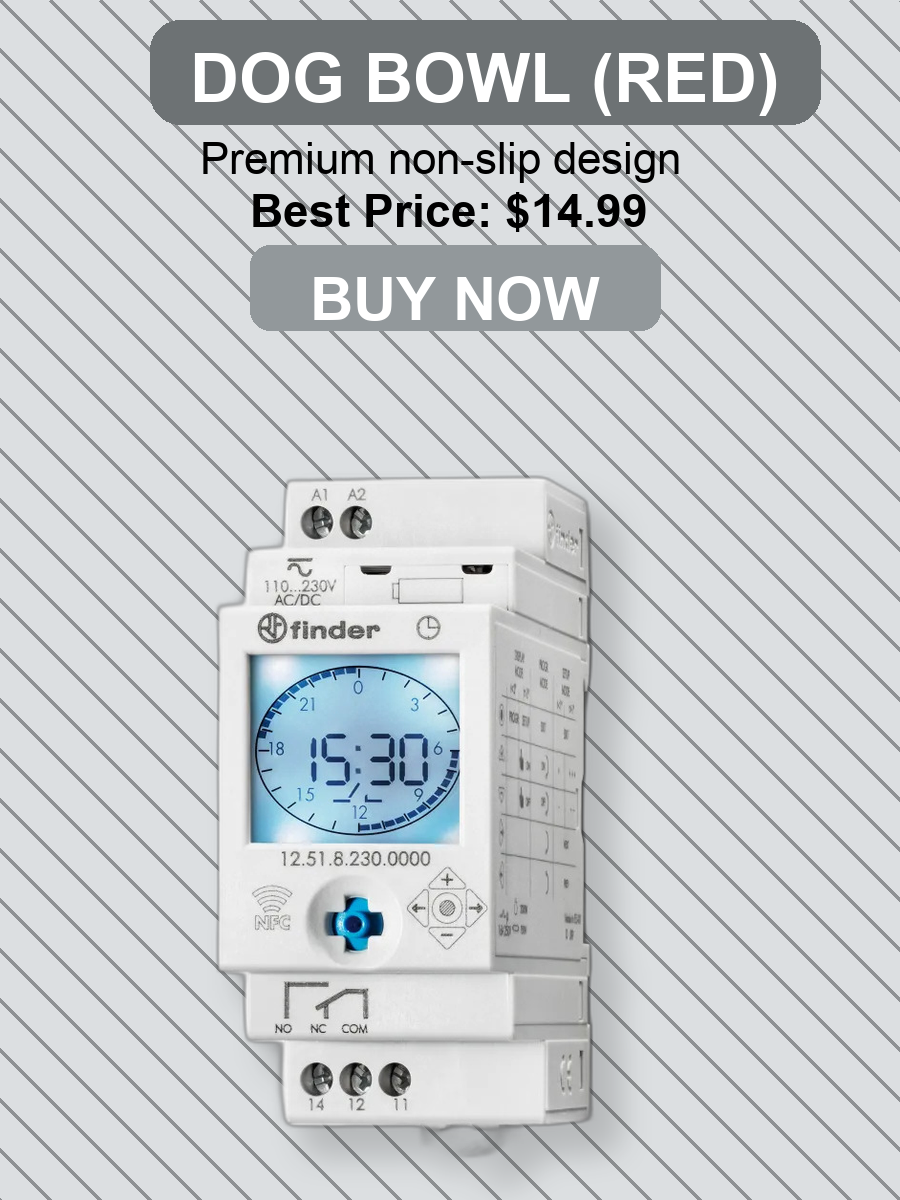 DOG BOWL (RED)
Premium non-slip design
Best Price: $14.99
BUY NOW
A1 A2
finder
110...230V
AC/DC
finder
0
21 3
18 15:30 6
15 9
12
12.51.8.230.0000
NFC
+
-
NO NC COM
14 12 11
CE